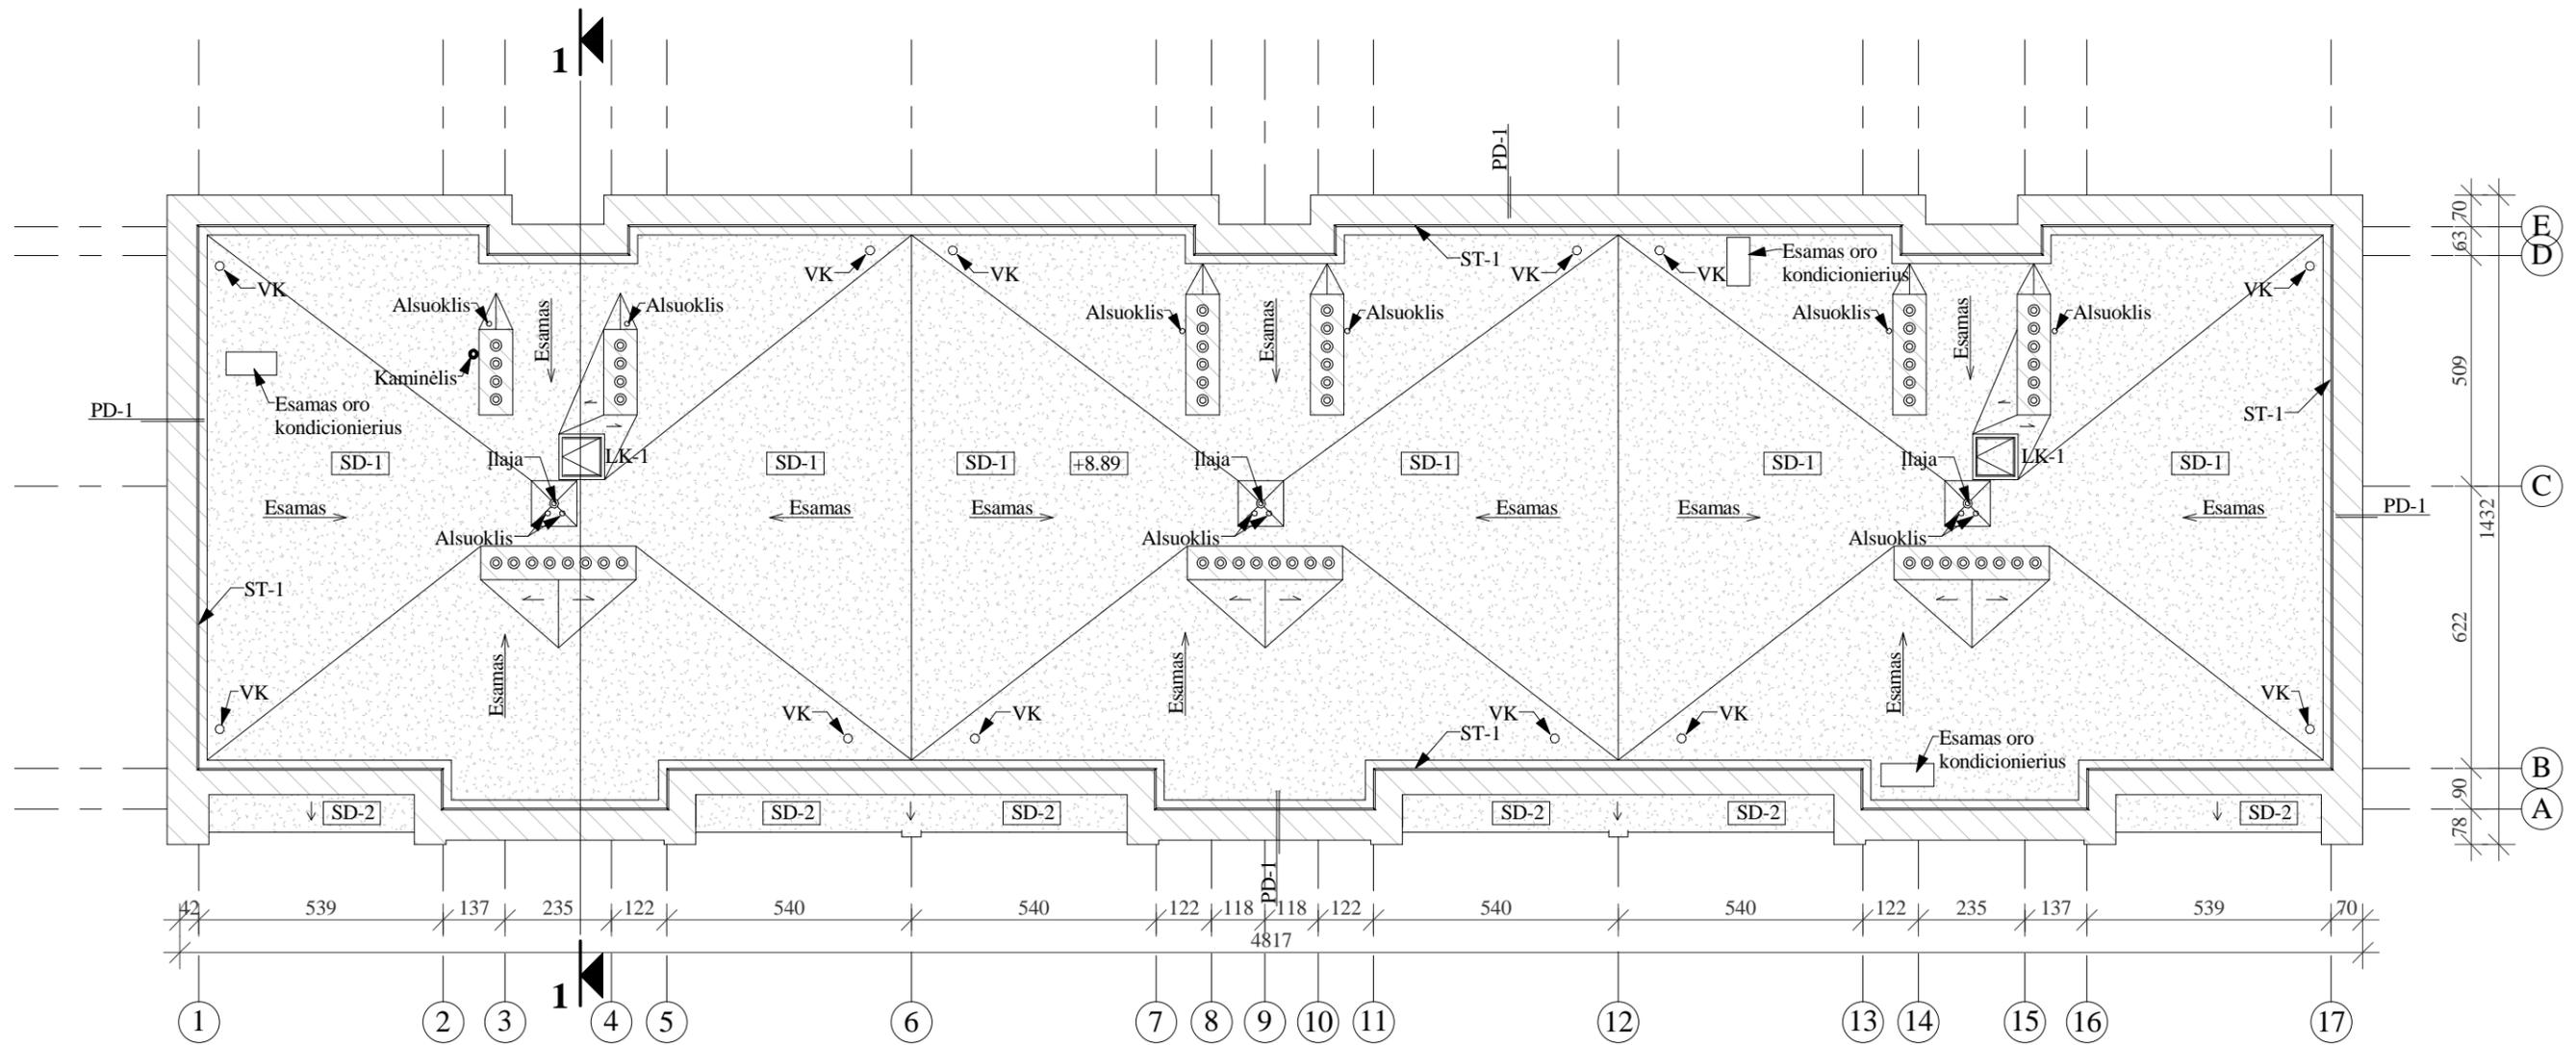 1
PD-1
70
E
63
D
ST-1
Esamas oro
kondicionierius
VK
VK
VK
VK
VK
VK
Alsuoklis
Alsuoklis
Alsuoklis
Alsuoklis
Alsuoklis
Alsuoklis
Esamas
Esamas
Esamas
Kaminėlis
509
Esamas oro
kondicionierius
PD-1
ST-1
SD-1
Įlaja
LK-1
SD-1
SD-1
+8.89
Įlaja
SD-1
SD-1
Įlaja
LK-1
SD-1
C
Esamas
Esamas
Esamas
Esamas
Esamas
Esamas
PD-1
1432
Alsuoklis
Alsuoklis
Alsuoklis
ST-1
622
Esamas
Esamas
Esamas
VK
VK
VK
VK
VK
VK
ST-1
Esamas oro
kondicionierius
B
90
SD-2
SD-2
SD-2
SD-2
SD-2
SD-2
A
78
PD-1
42 539 137 235 122 540 540 122 118 118 122 540 540 122 235 137 539 70
4817
1
1 2 3 4 5 6 7 8 9 10 11 12 13 14 15 16 17